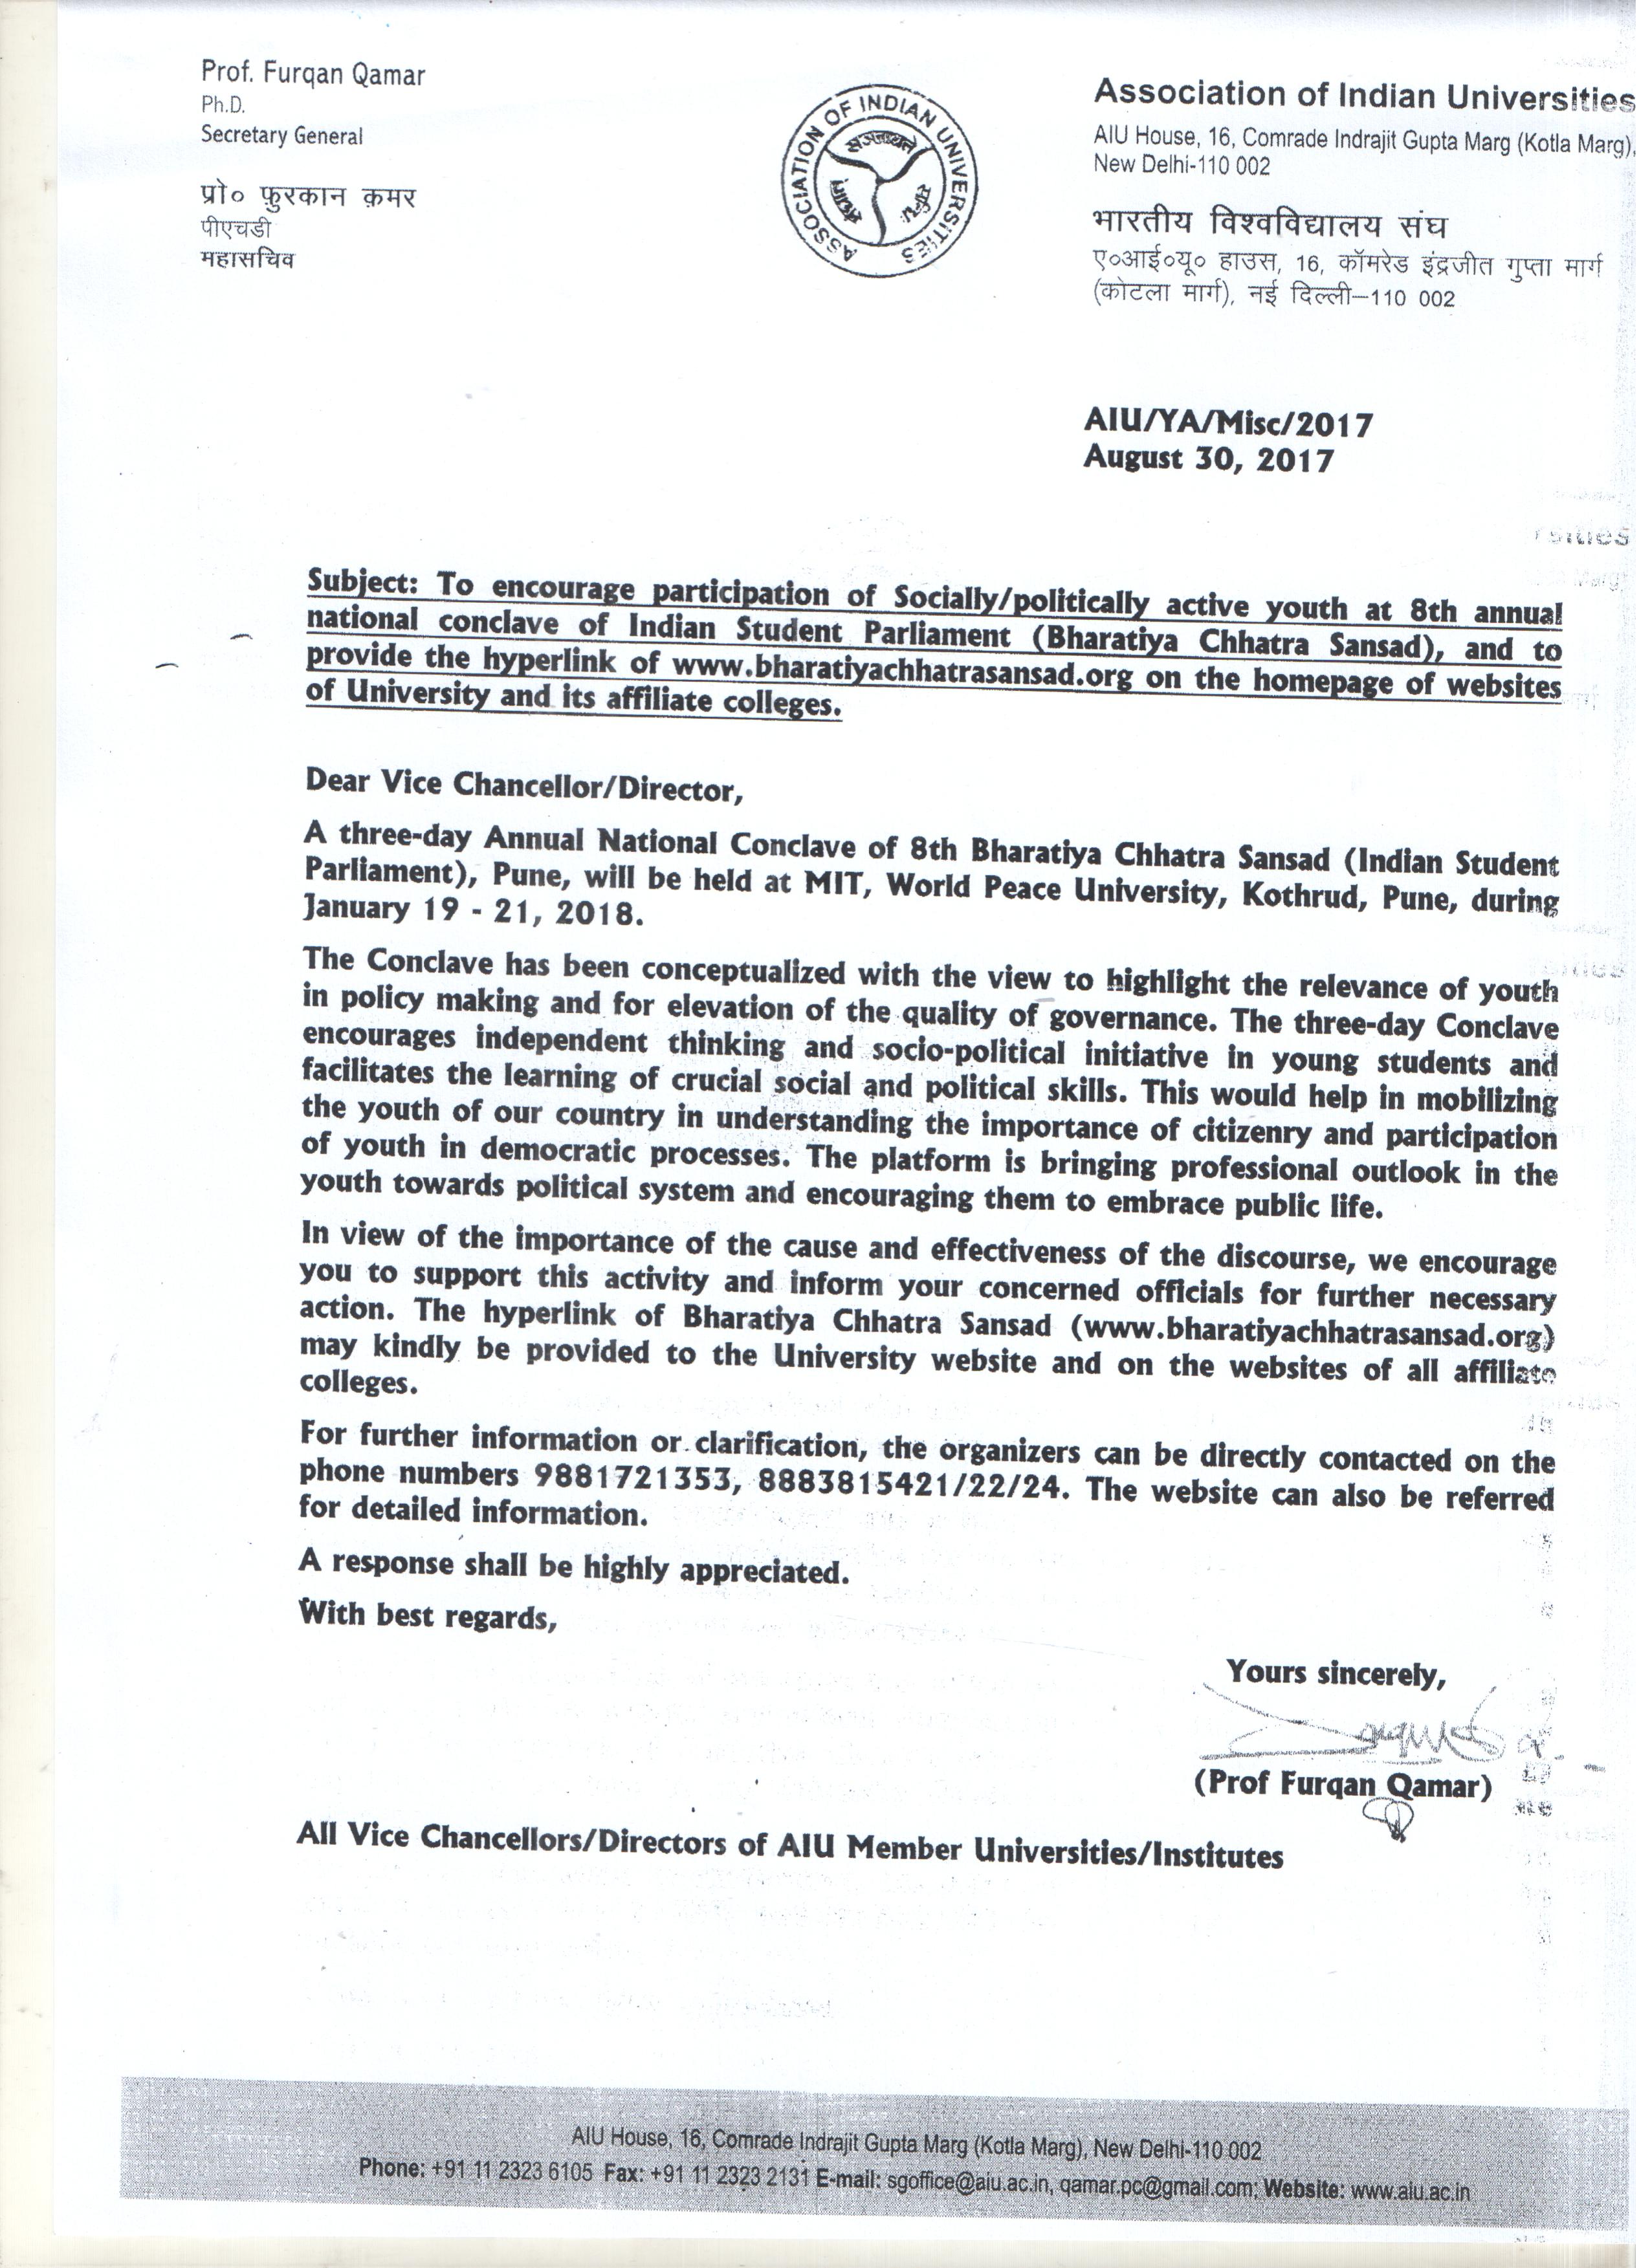 Prof. Furqan Qamar
Ph.D.
Secretary General
प्रो० फुरकान क़मर
पीएचडी
महासचिव
ASSOCIATION OF INDIAN UNIVERSITIES
Association of Indian Universities
AIU House, 16, Comrade Indrajit Gupta Marg (Kotla Marg),
New Delhi-110 002
भारतीय विश्वविद्यालय संघ
ए०आई०यू० हाउस, 16, कॉमरेड इंद्रजीत गुप्ता मार्ग
(कोटला मार्ग), नई दिल्ली–110 002
AIU/YA/Misc/2017
August 30, 2017
Subject: To encourage participation of Socially/politically active youth at 8th annual
national conclave of Indian Student Parliament (Bharatiya Chhatra Sansad), and to
provide the hyperlink of www.bharatiyachhatrasansad.org on the homepage of websites
of University and its affiliate colleges.
Dear Vice Chancellor/Director,
A three-day Annual National Conclave of 8th Bharatiya Chhatra Sansad (Indian Student
Parliament), Pune, will be held at MIT, World Peace University, Kothrud, Pune, during
January 19 - 21, 2018.
The Conclave has been conceptualized with the view to highlight the relevance of youth
in policy making and for elevation of the quality of governance. The three-day Conclave
encourages independent thinking and socio-political initiative in young students and
facilitates the learning of crucial social and political skills. This would help in mobilizing
the youth of our country in understanding the importance of citizenry and participation
of youth in democratic processes. The platform is bringing professional outlook in the
youth towards political system and encouraging them to embrace public life.
In view of the importance of the cause and effectiveness of the discourse, we encourage
you to support this activity and inform your concerned officials for further necessary
action. The hyperlink of Bharatiya Chhatra Sansad (www.bharatiyachhatrasansad.org)
may kindly be provided to the University website and on the websites of all affiliate
colleges.
For further information or clarification, the organizers can be directly contacted on the
phone numbers 9881721353, 8883815421/22/24. The website can also be referred
for detailed information.
A response shall be highly appreciated.
With best regards,
Yours sincerely,
(Prof Furqan Qamar)
All Vice Chancellors/Directors of AIU Member Universities/Institutes
AIU House, 16, Comrade Indrajit Gupta Marg (Kotla Marg), New Delhi-110 002
Phone: +91 11 2323 6105 Fax: +91 11 2323 2131 E-mail: sgoffice@aiu.ac.in, qamar.pc@gmail.com; Website: www.aiu.ac.in